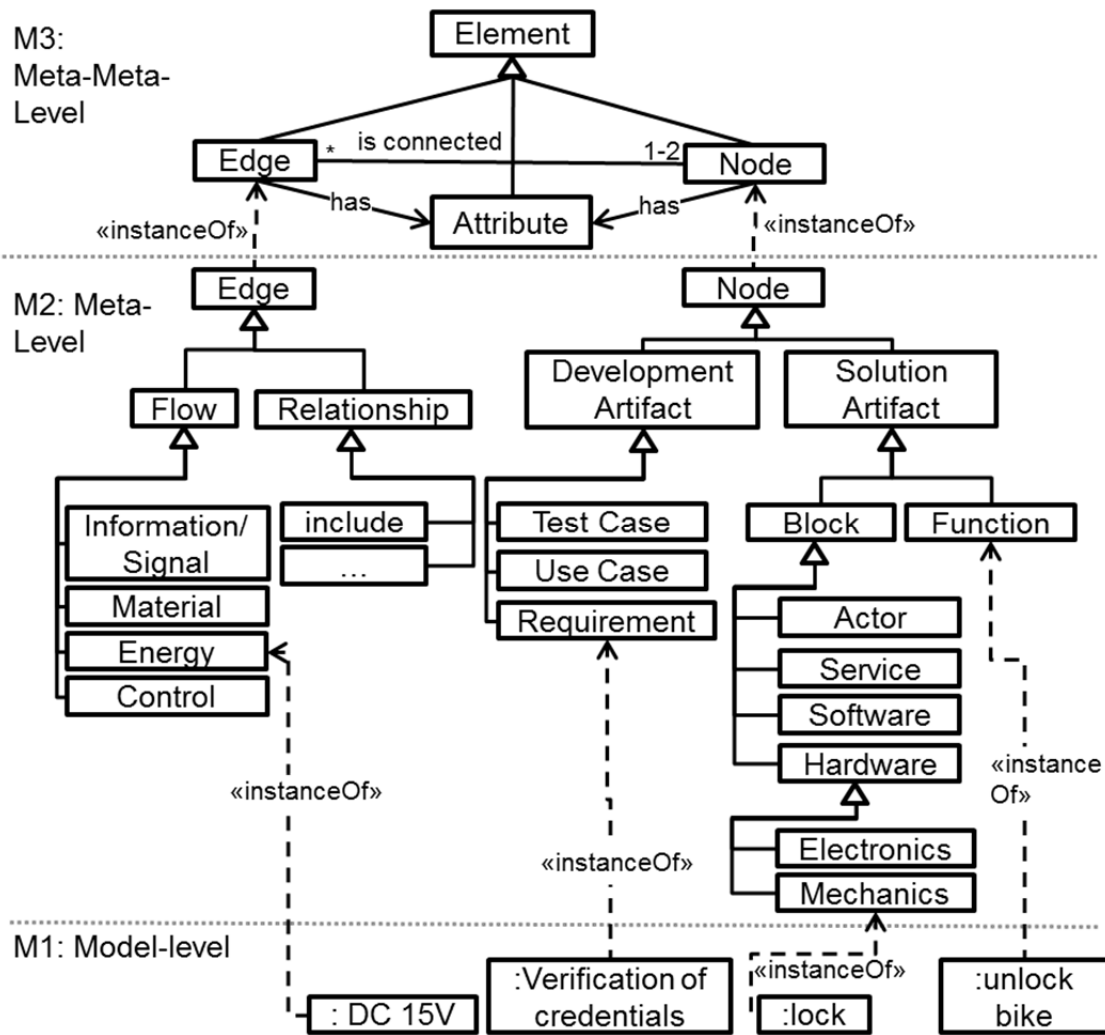 M3:
Meta-Meta-
Level
Element
Edge
*
is connected
1-2
Node
has
Attribute
has
«instanceOf»
«instanceOf»
M2: Meta-
Level
Edge
Node
Flow
Relationship
Development
Artifact
Solution
Artifact
Information/
Signal
Material
Energy
Control
include
...
Test Case
Use Case
Requirement
Block
Function
Actor
Service
Software
Hardware
Electronics
Mechanics
«instanceOf»
«instanceOf»
«instance
Of»
M1: Model-level
«instanceOf»
: DC 15V
:Verification of
credentials
:lock
:unlock
bike